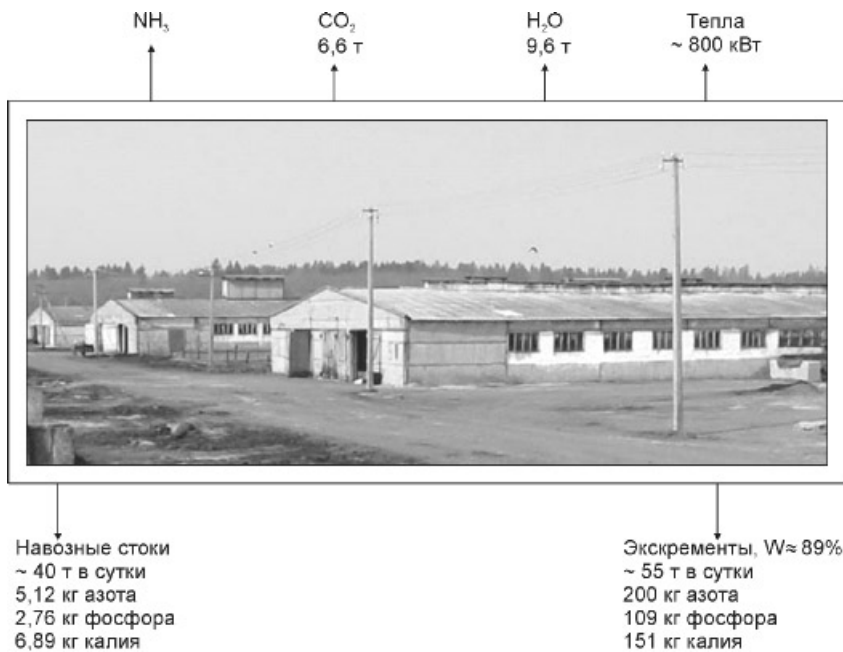 NH₃
CO₂
6,6 т
H₂O
9,6 т
Тепла
~ 800 кВт
Навозные стоки
~ 40 т в сутки
5,12 кг азота
2,76 кг фосфора
6,89 кг калия
Экскременты, W≈ 89%
~ 55 т в сутки
200 кг азота
109 кг фосфора
151 кг калия